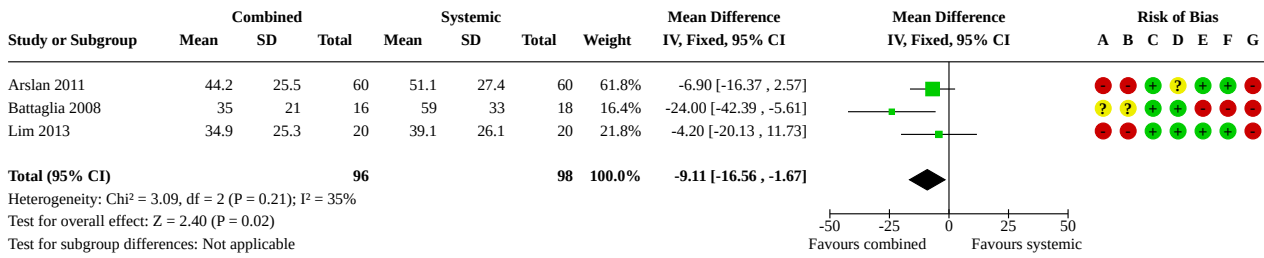 Combined Systemic Mean Difference Mean Difference Risk of Bias
Study or Subgroup Mean SD Total Mean SD Total Weight IV, Fixed, 95% CI IV, Fixed, 95% CI A B C D E F G
Arslan 2011 44.2 25.5 60 51.1 27.4 60 61.8% -6.90 [-16.37 , 2.57] - - + ? + + -
Battaglia 2008 35 21 16 59 33 18 16.4% -24.00 [-42.39 , -5.61] ? ? + + - - -
Lim 2013 34.9 25.3 20 39.1 26.1 20 21.8% -4.20 [-20.13 , 11.73] - - + + + + -
Total (95% CI) 96 98 100.0% -9.11 [-16.56 , -1.67]
Heterogeneity: Chi² = 3.09, df = 2 (P = 0.21); I² = 35%
Test for overall effect: Z = 2.40 (P = 0.02)
-50 -25 0 25 50
Test for subgroup differences: Not applicable
Favours combined Favours systemic